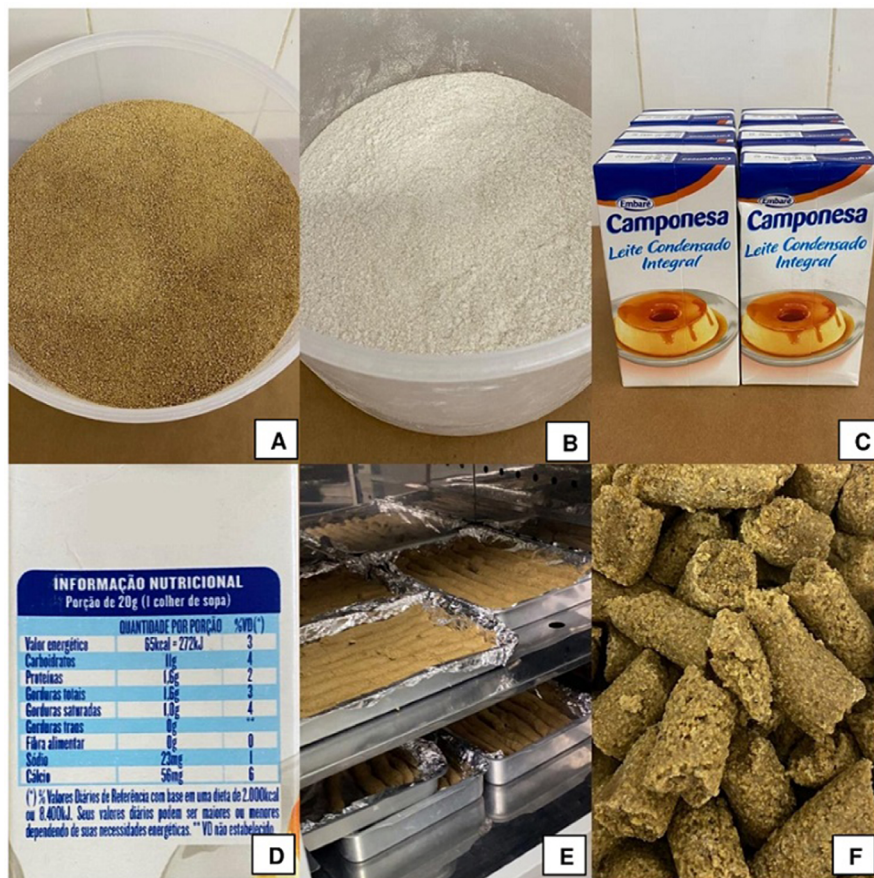 Embaré
Camponesa
Leite Condensado
Integral
Embaré
Camponesa
Leite Condensado
Integral
A
B
C
INFORMAÇÃO NUTRICIONAL
Porção de 20g (1 colher de sopa)
QUANTIDADE POR PORÇÃO %VD(*)
Valor energético 65kcal = 272kJ 3
Carboidratos 11g 4
Proteínas 1,6g 2
Gorduras totais 1,6g 3
Gorduras saturadas 1,0g 4
Gorduras trans 0g **
Fibra alimentar 0g 0
Sódio 23mg 1
Cálcio 56mg 6
(*) % Valores Diários de Referência com base em uma dieta de 2.000kcal
ou 8.400kJ. Seus valores diários podem ser maiores ou menores
dependendo de suas necessidades energéticas. ** VD não estabelecido.
D
E
F